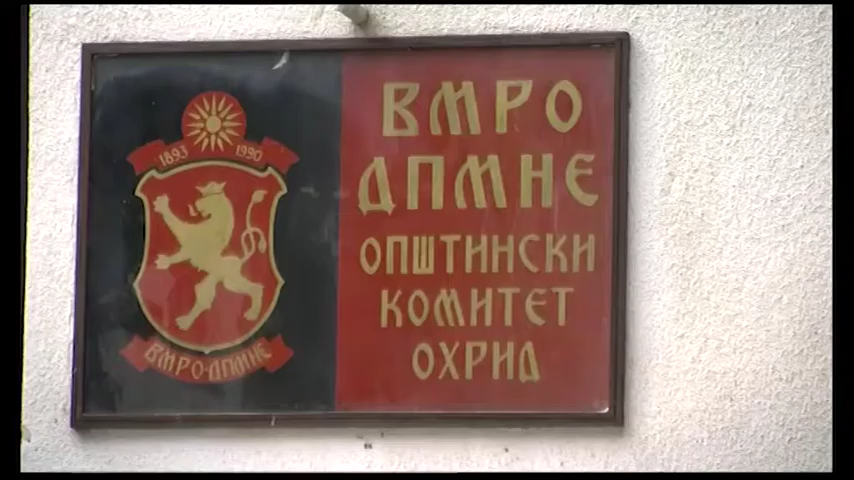 1893 1990
ВМРО-ДПМНЕ
ВМРО
ДПМНЕ
ОПШТИНСКИ
КОМИТЕТ
ОХРИД